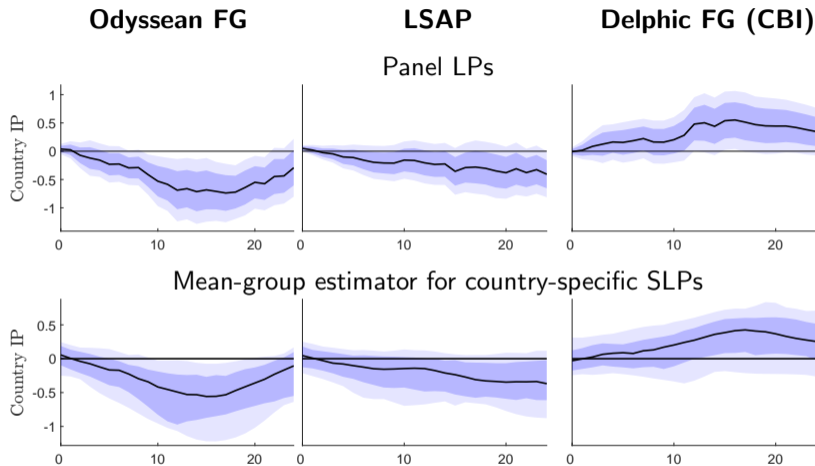 Odyssean FG LSAP Delphic FG (CBI)
Panel LPs
Country IP
1
0.5
0
-0.5
-1
0 10 20 0 10 20 0 10 20
Mean-group estimator for country-specific SLPs
Country IP
0.5
0
-0.5
-1
0 10 20 0 10 20 0 10 20